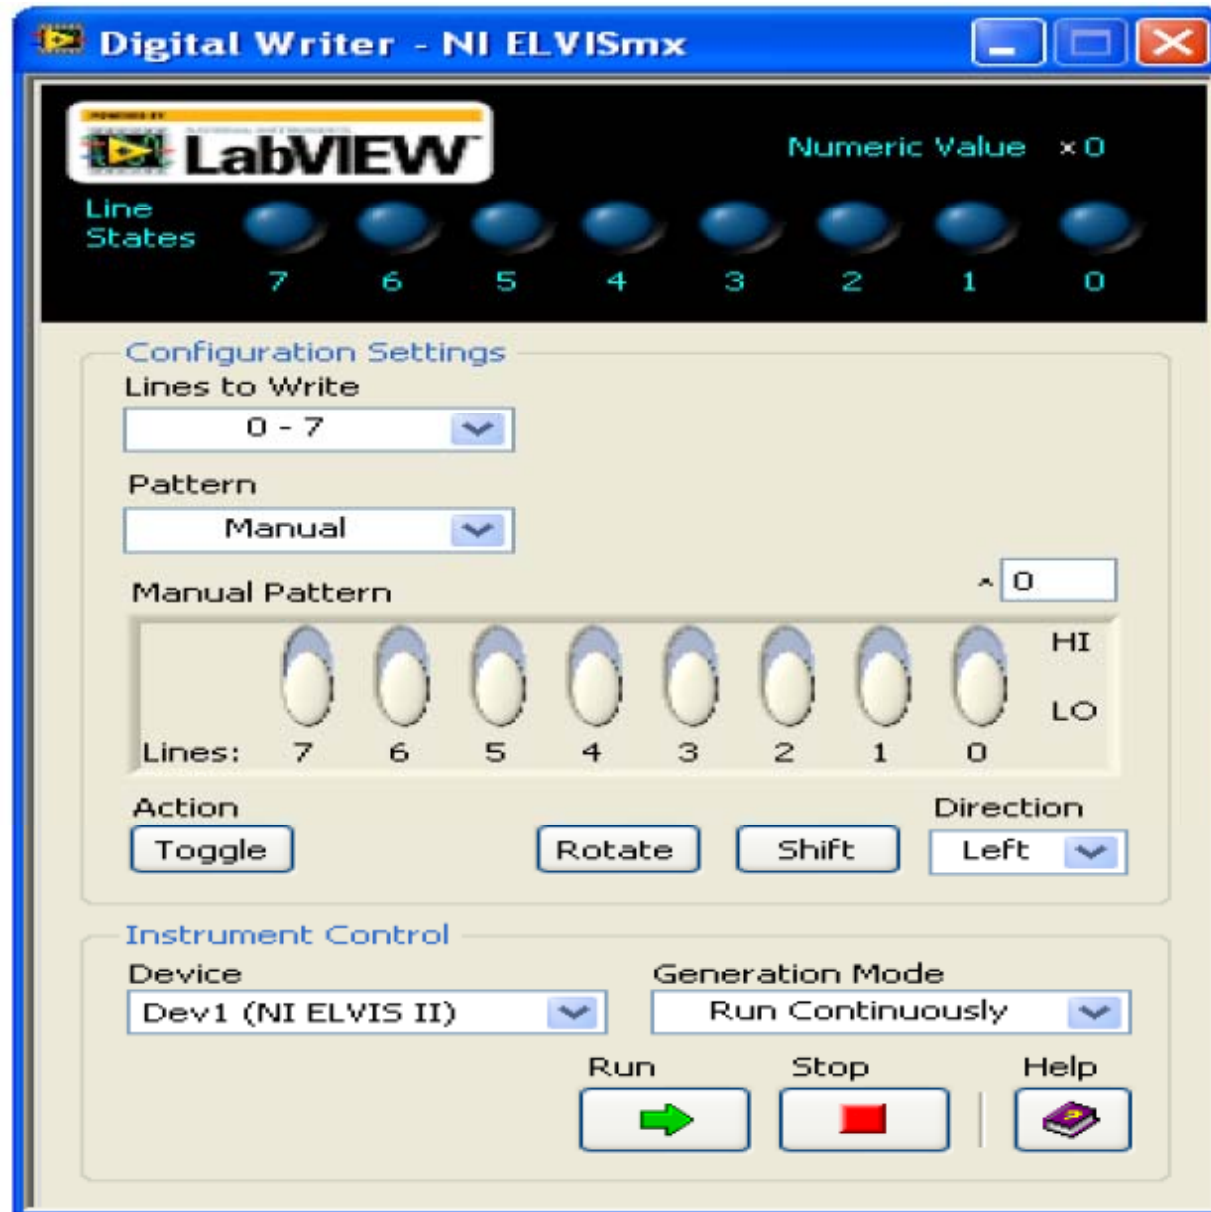 Digital Writer - NI ELVISmx
POWERED BY
LabVIEW™
Numeric Value × 0
Line
States
7 6 5 4 3 2 1 0
Configuration Settings
Lines to Write
0 - 7
Pattern
Manual
Manual Pattern
0
HI
LO
Lines: 7 6 5 4 3 2 1 0
Action
Direction
Toggle Rotate Shift Left
Instrument Control
Device Generation Mode
Dev1 (NI ELVIS II) Run Continuously
Run Stop Help